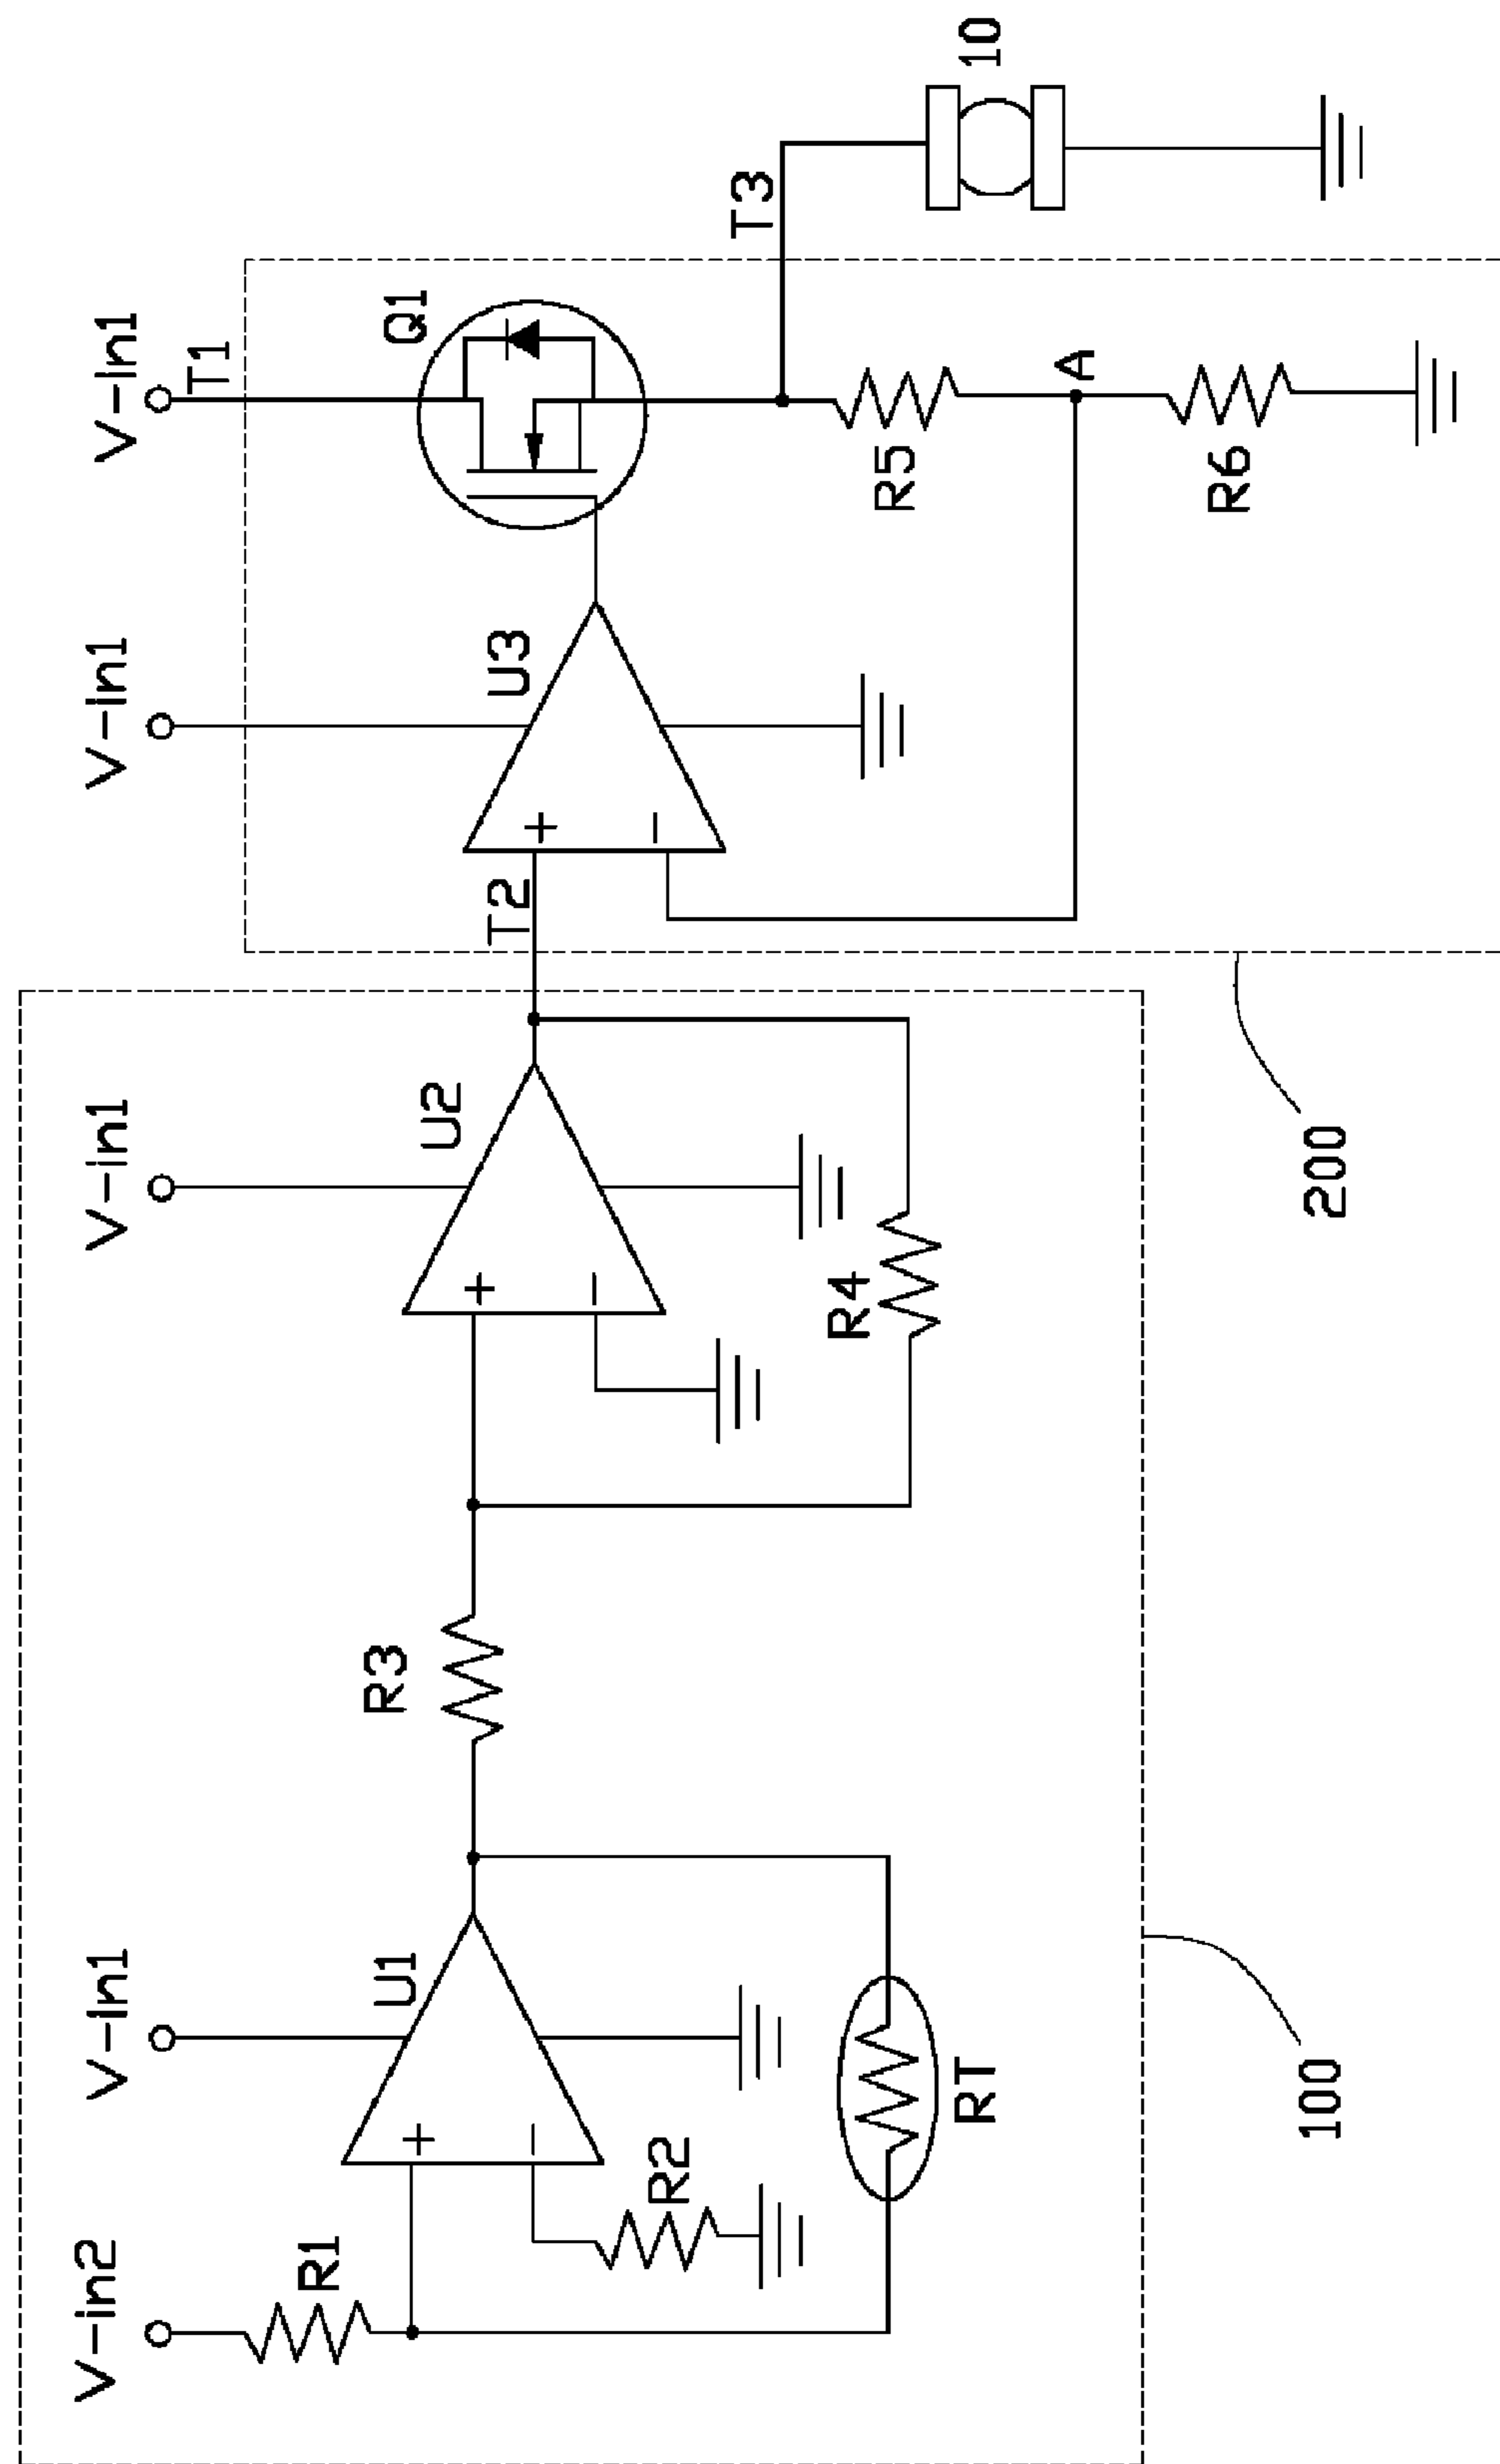 V-in2
V-in1
V-in1
V-in1
V-in1
T1
R1
+
−
U1
R2
RT
R3
+
−
U2
R4
T2
+
−
U3
Q1
T3
10
R5
A
R6
100
200